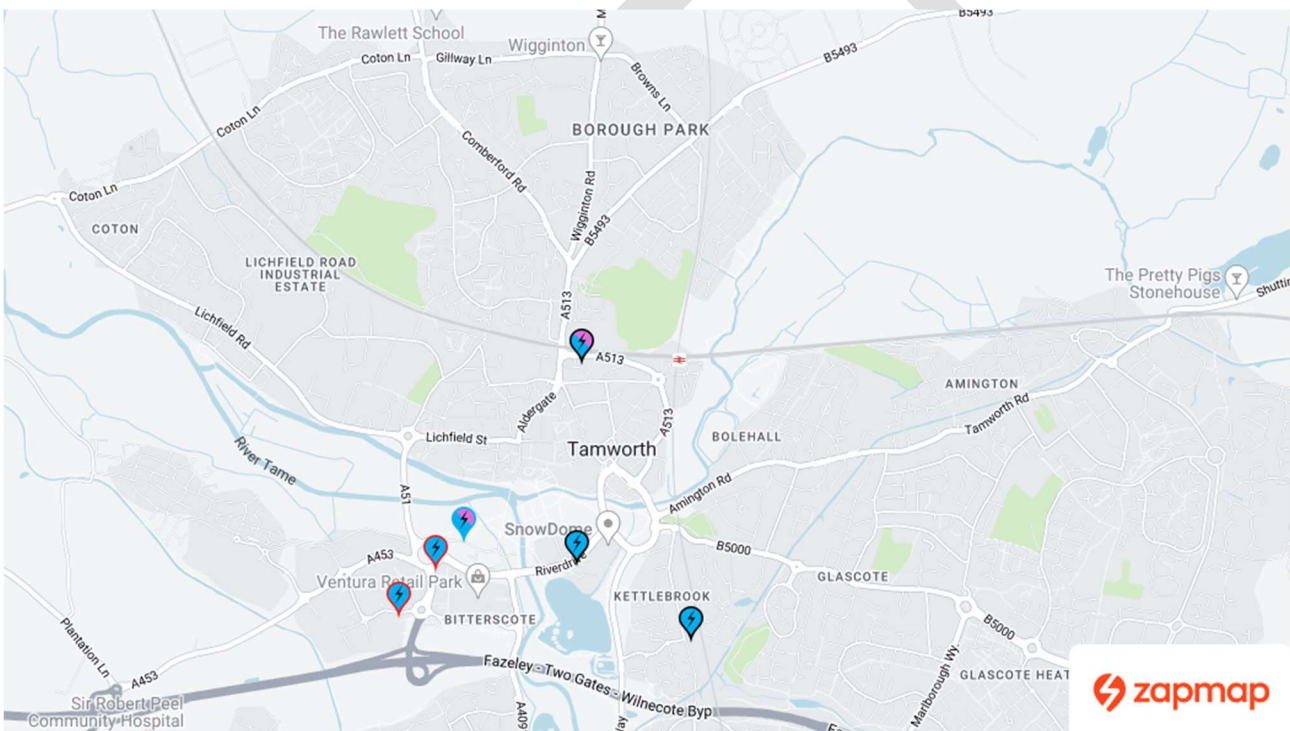 B5493
The Rawlett School
Wigginton
Coton Ln
Gillway Ln
B5493
Browns Ln
Coton Ln
BOROUGH PARK
Comberford Rd
Coton Ln
Wigginton Rd
B5493
COTON
LICHFIELD ROAD
INDUSTRIAL
ESTATE
The Pretty Pigs
Stonehouse
A513
Lichfield Rd
A513
AMINGTON
Aldergate
Tamworth Rd
A513
Lichfield St
BOLEHALL
Tamworth
River Tame
A51
Amington Rd
SnowDome
B5000
A453
Ventura Retail Park
GLASCOTE
KETTLEBROOK
BITTERSCOTE
B5000
Plantation Ln
Fazeley - Two Gates - Wilnecote Byp
GLASCOTE HEAT
A453
Marlborough Wy.
Sir Robert Peel
Community Hospital
A409
zapmap